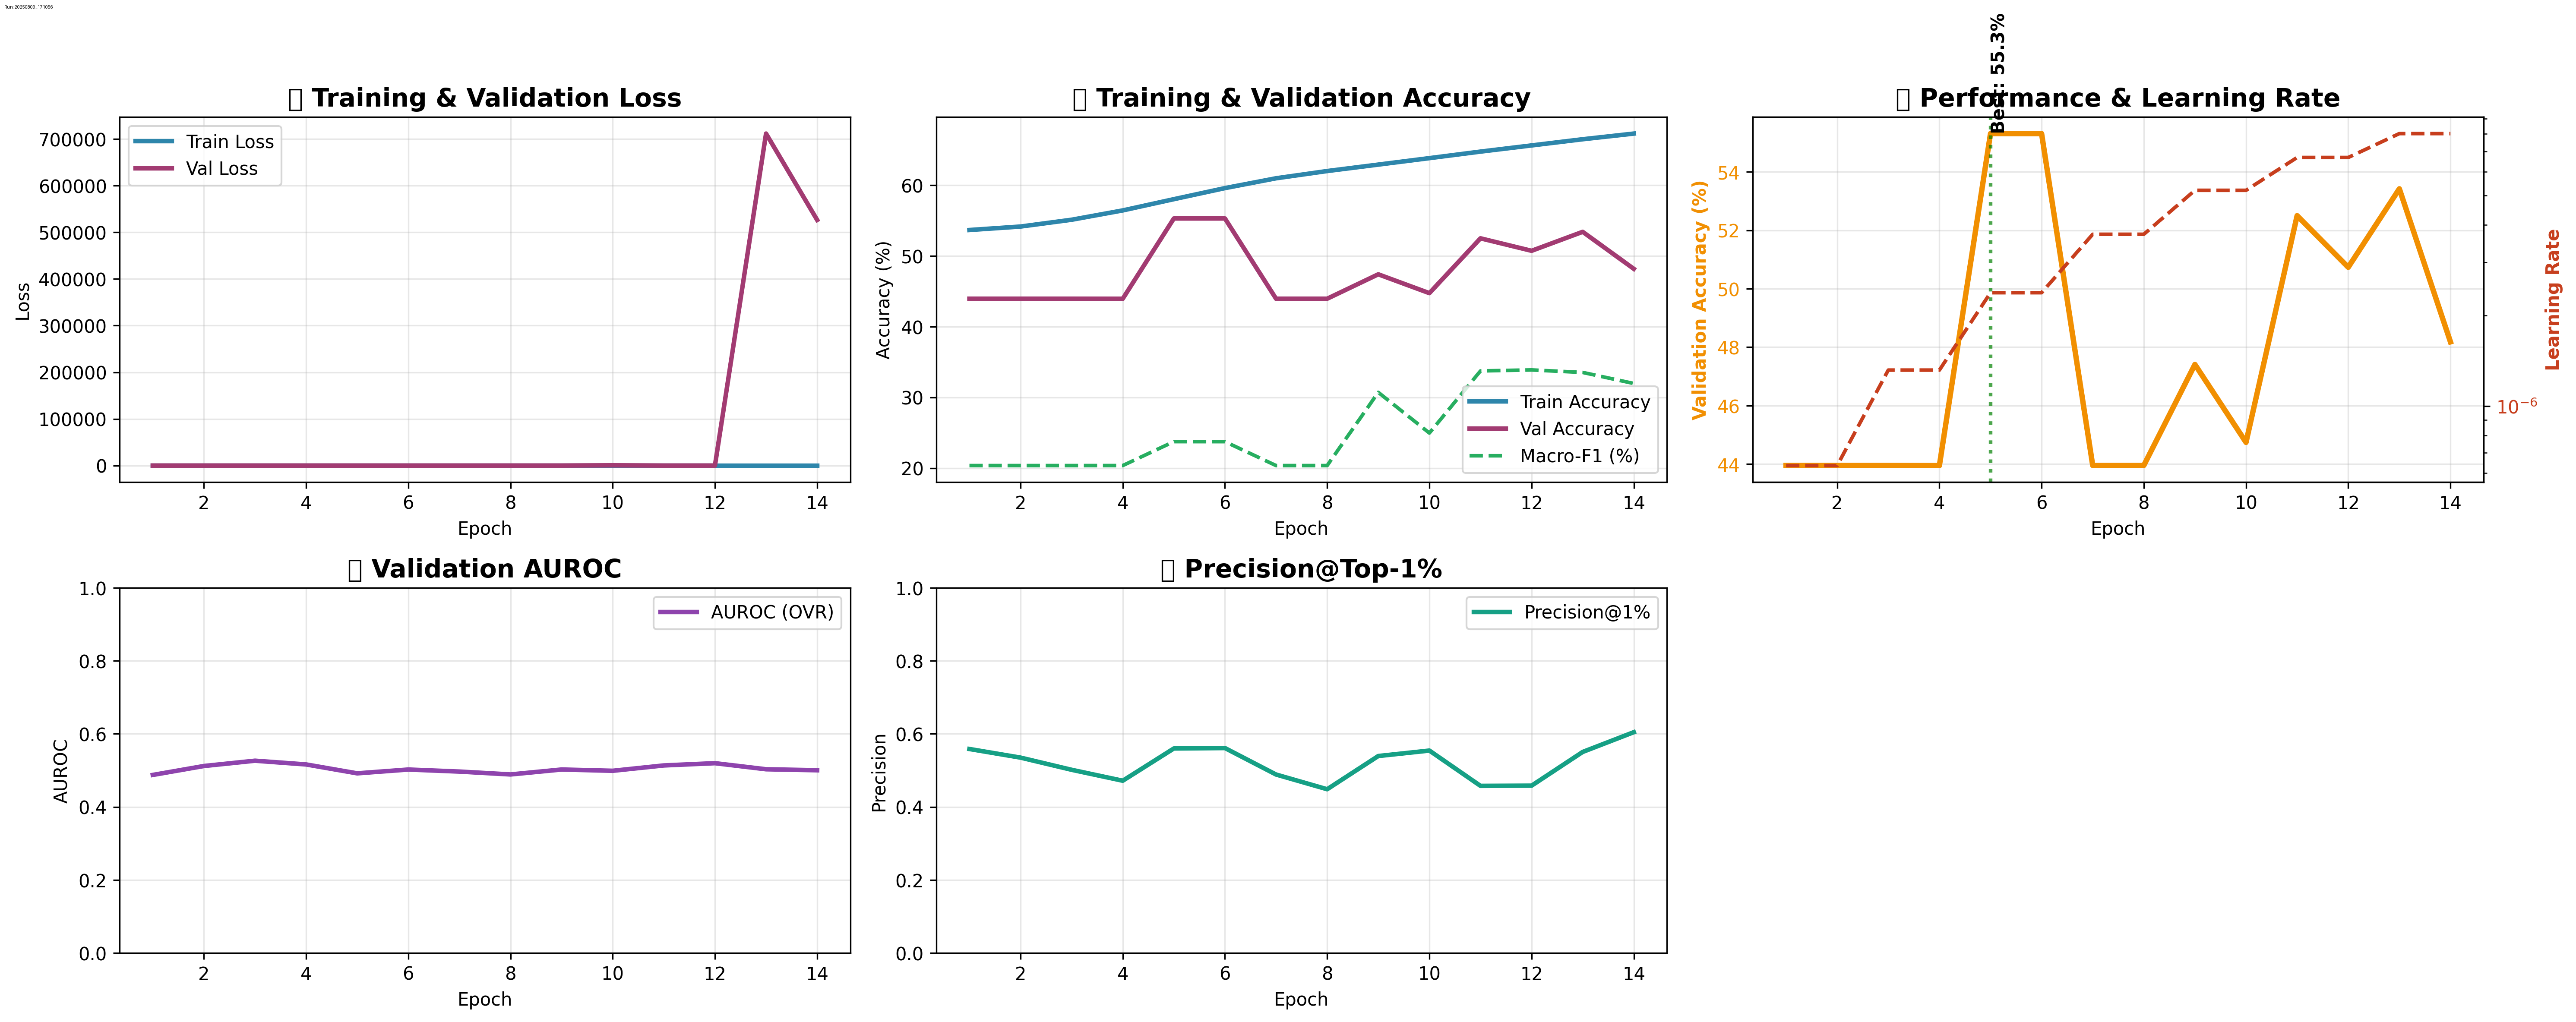 Run: 20250809_171056
Training & Validation Loss
Loss
700000
600000
500000
400000
300000
200000
100000
0
Train Loss
Val Loss
2 4 6 8 10 12 14
Epoch
Training & Validation Accuracy
Accuracy (%)
60
50
40
30
20
Train Accuracy
Val Accuracy
Macro-F1 (%)
2 4 6 8 10 12 14
Epoch
Best: 55.3%
Performance & Learning Rate
Validation Accuracy (%)
54
52
50
48
46
44
10⁻⁶
Learning Rate
2 4 6 8 10 12 14
Epoch
Validation AUROC
AUROC
1.0
0.8
0.6
0.4
0.2
0.0
AUROC (OVR)
2 4 6 8 10 12 14
Epoch
Precision@Top-1%
Precision
1.0
0.8
0.6
0.4
0.2
0.0
Precision@1%
2 4 6 8 10 12 14
Epoch